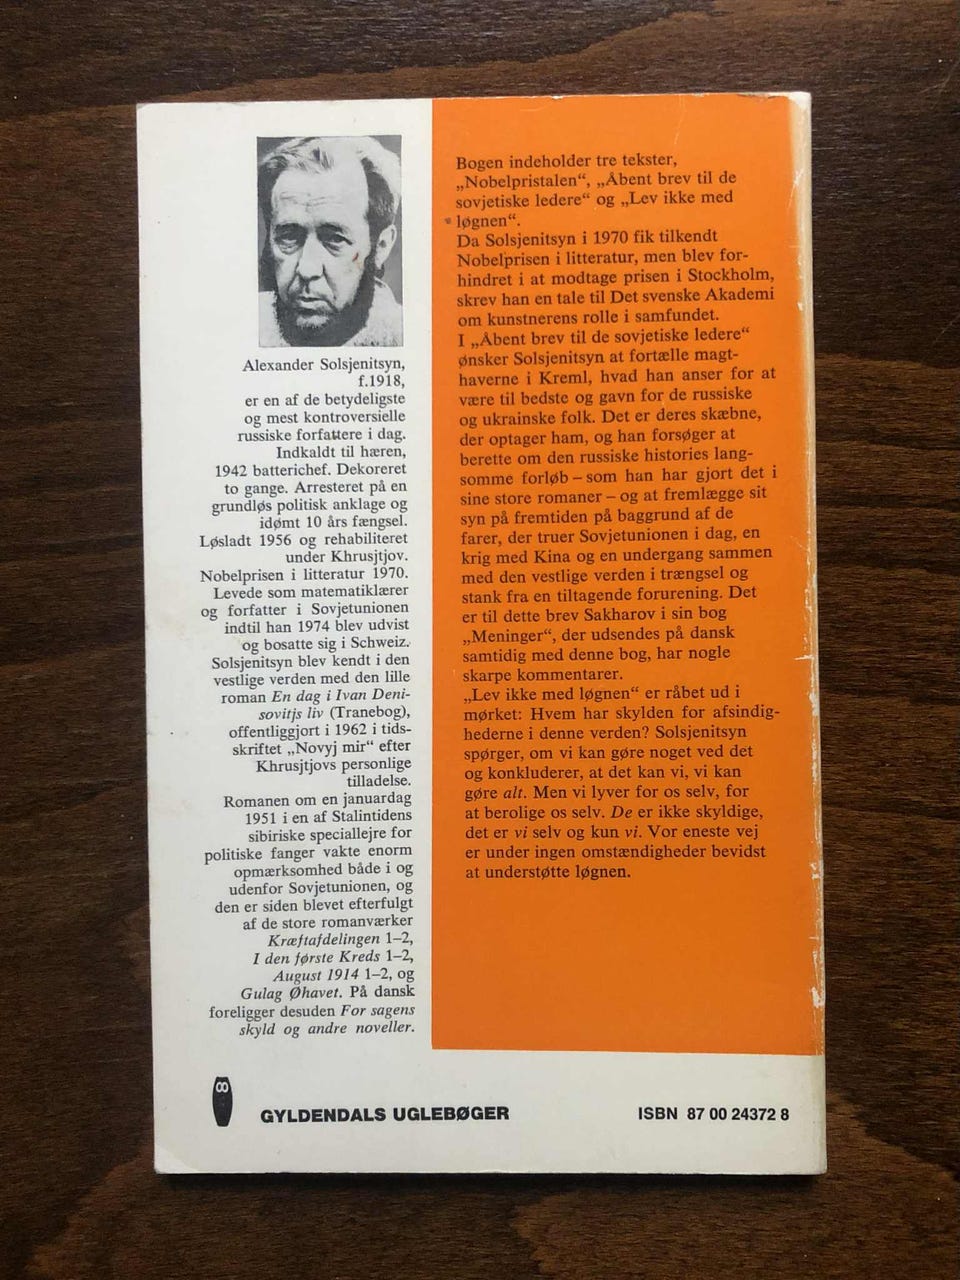 Alexander Solsjenitsyn,
f.1918,
er en af de betydeligste
og mest kontroversielle
russiske forfattere i dag.
Indkaldt til hæren,
1942 batterichef. Dekoreret
to gange. Arresteret på en
grundløs politisk anklage og
idømt 10 års fængsel.
Løsladt 1956 og rehabiliteret
under Khrusjtjov.
Nobelprisen i litteratur 1970.
Levede som matematiklærer
og forfatter i Sovjetunionen
indtil han 1974 blev udvist
og bosatte sig i Schweiz.
Solsjenitsyn blev kendt i den
vestlige verden med den lille
roman En dag i Ivan Deni-
sovitjs liv (Tranebog),
offentliggjort i 1962 i tids-
skriftet „Novyj mir“ efter
Khrusjtjovs personlige
tilladelse.
Romanen om en januardag
1951 i en af Stalintidens
sibiriske speciallejre for
politiske fanger vakte enorm
opmærksomhed både i og
udenfor Sovjetunionen, og
den er siden blevet efterfulgt
af de store romanværker
Kræftafdelingen 1–2,
I den første Kreds 1–2,
August 1914 1–2, og
Gulag Øhavet. På dansk
foreligger desuden For sagens
skyld og andre noveller.
Bogen indeholder tre tekster,
„Nobelpristalen“, „Åbent brev til de
sovjetiske ledere“ og „Lev ikke med
løgnen“.
Da Solsjenitsyn i 1970 fik tilkendt
Nobelprisen i litteratur, men blev for-
hindret i at modtage prisen i Stockholm,
skrev han en tale til Det svenske Akademi
om kunstnerens rolle i samfundet.
I „Åbent brev til de sovjetiske ledere“
ønsker Solsjenitsyn at fortælle magt-
haverne i Kreml, hvad han anser for at
være til bedste og gavn for de russiske
og ukrainske folk. Det er deres skæbne,
der optager ham, og han forsøger at
berette om den russiske histories lang-
somme forløb – som han har gjort det i
sine store romaner – og at fremlægge sit
syn på fremtiden på baggrund af de
farer, der truer Sovjetunionen i dag, en
krig med Kina og en undergang sammen
med den vestlige verden i trængsel og
stank fra en tiltagende forurening. Det
er til dette brev Sakharov i sin bog
„Meninger“, der udsendes på dansk
samtidig med denne bog, har nogle
skarpe kommentarer.
„Lev ikke med løgnen“ er råbet ud i
mørket: Hvem har skylden for afsindig-
hederne i denne verden? Solsjenitsyn
spørger, om vi kan gøre noget ved det
og konkluderer, at det kan vi, vi kan
gøre alt. Men vi lyver for os selv, for
at berolige os selv. De er ikke skyldige,
det er vi selv og kun vi. Vor eneste vej
er under ingen omstændigheder bevidst
at understøtte løgnen.
GYLDENDALS UGLEBØGER
ISBN 87 00 24372 8